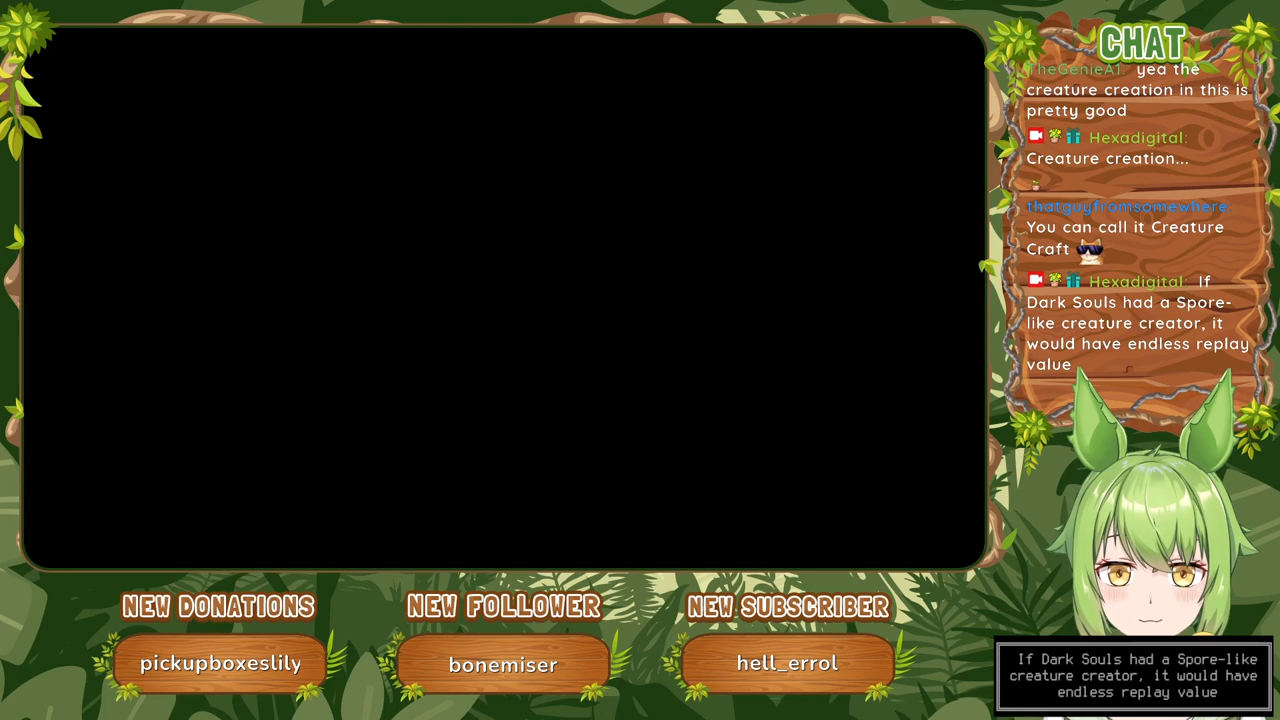 CHAT
TheGenieA1: yea the
creature creation in this is
pretty good
Hexadigital:
Creature creation...
thatguyfromsomewhere:
You can call it Creature
Craft
Hexadigital: If
Dark Souls had a Spore-
like creature creator, it
would have endless replay
value
NEW DONATIONS
pickupboxeslily
NEW FOLLOWER
bonemiser
NEW SUBSCRIBER
hell_errol
If Dark Souls had a Spore-like
creature creator, it would have
endless replay value